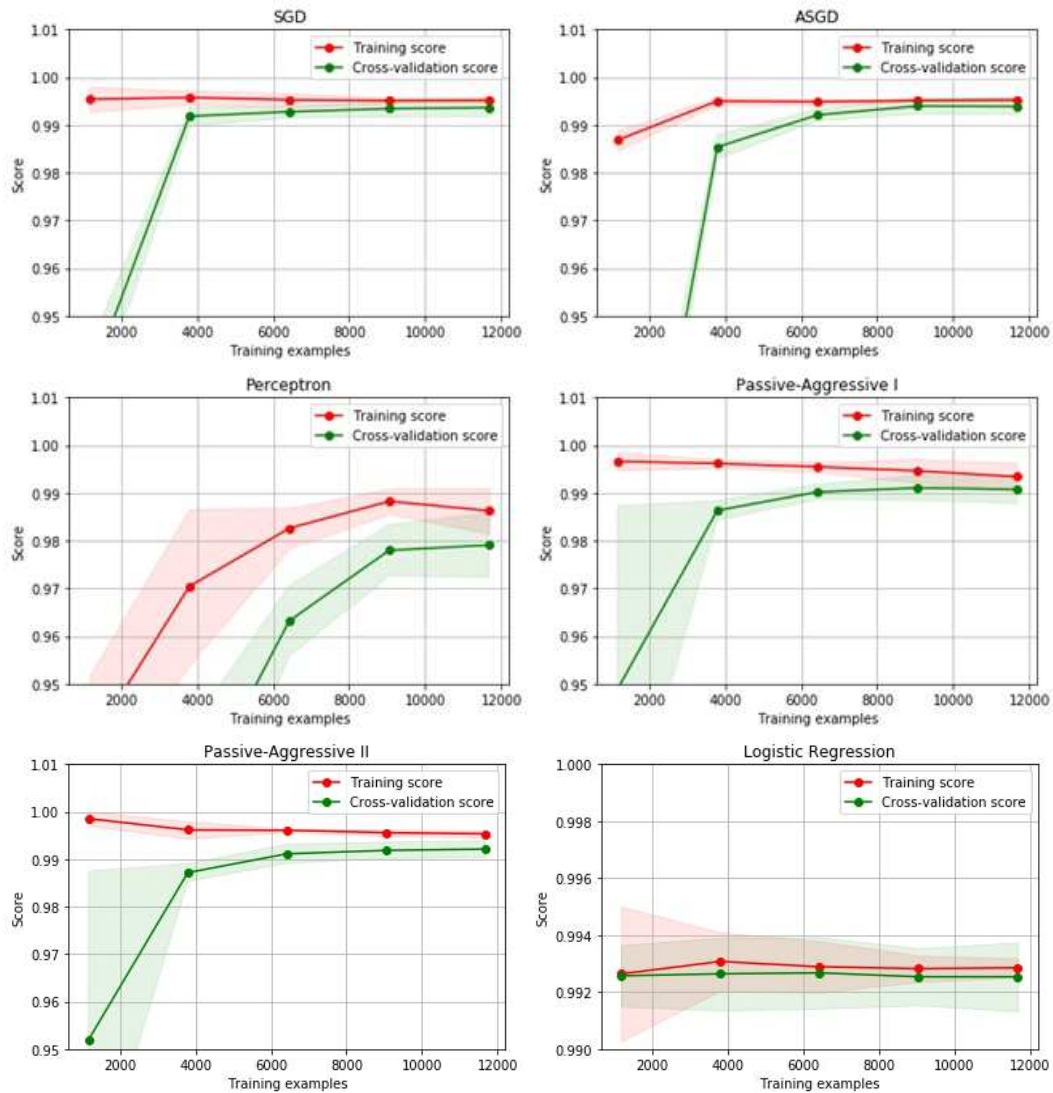 SGD
1.01
1.00
0.99
0.98
0.97
0.96
0.95
Score
Training score
Cross-validation score
2000 4000 6000 8000 10000 12000
Training examples
ASGD
1.01
1.00
0.99
0.98
0.97
0.96
0.95
Score
Training score
Cross-validation score
2000 4000 6000 8000 10000 12000
Training examples
Perceptron
1.01
1.00
0.99
0.98
0.97
0.96
0.95
Score
Training score
Cross-validation score
2000 4000 6000 8000 10000 12000
Training examples
Passive-Aggressive I
1.01
1.00
0.99
0.98
0.97
0.96
0.95
Score
Training score
Cross-validation score
2000 4000 6000 8000 10000 12000
Training examples
Passive-Aggressive II
1.01
1.00
0.99
0.98
0.97
0.96
0.95
Score
Training score
Cross-validation score
2000 4000 6000 8000 10000 12000
Training examples
Logistic Regression
1.000
0.998
0.996
0.994
0.992
0.990
Score
Training score
Cross-validation score
2000 4000 6000 8000 10000 12000
Training examples